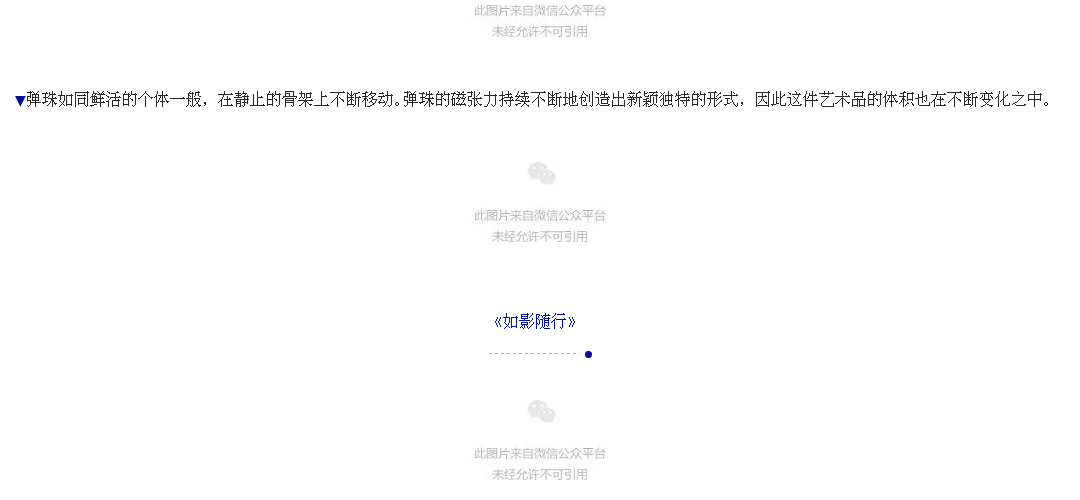 此图片来自微信公众平台
未经允许不可引用
▼弹珠如同鲜活的个体一般，在静止的骨架上不断移动。弹珠的磁张力持续不断地创造出新颖独特的形式，因此这件艺术品的体积也在不断变化之中。
此图片来自微信公众平台
未经允许不可引用
《如影随行》
此图片来自微信公众平台
未经允许不可引用